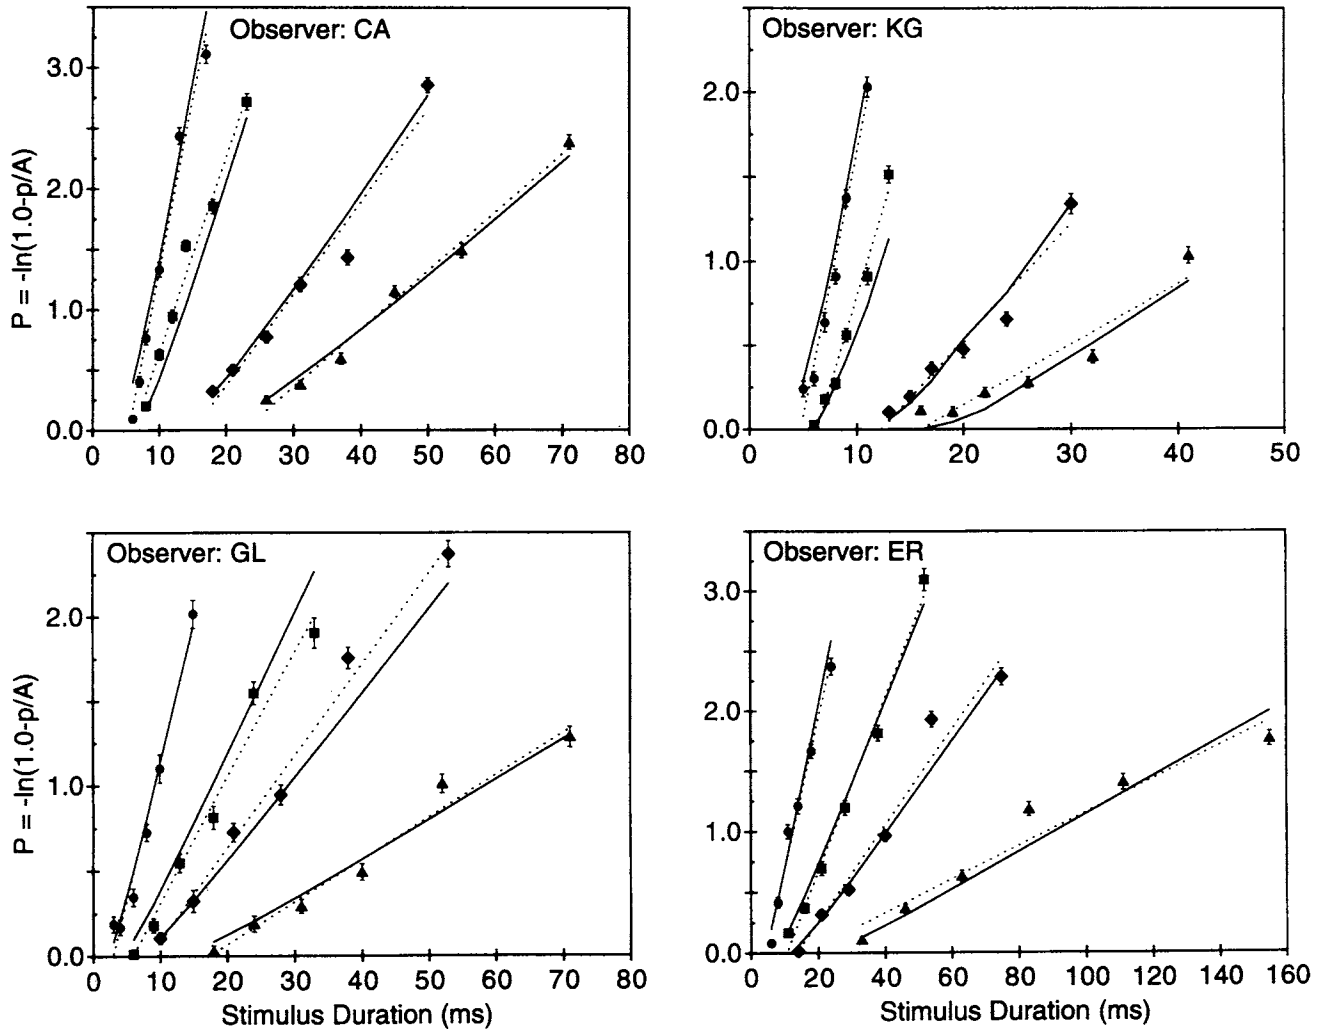 Observer: CA
3.0
2.0
1.0
0.0
0 10 20 30 40 50 60 70 80
P = -ln(1.0-p/A)
Observer: KG
2.0
1.0
0.0
0 10 20 30 40 50
Observer: GL
2.0
1.0
0.0
0 10 20 30 40 50 60 70 80
P = -ln(1.0-p/A)
Stimulus Duration (ms)
Observer: ER
3.0
2.0
1.0
0.0
0 20 40 60 80 100 120 140 160
Stimulus Duration (ms)